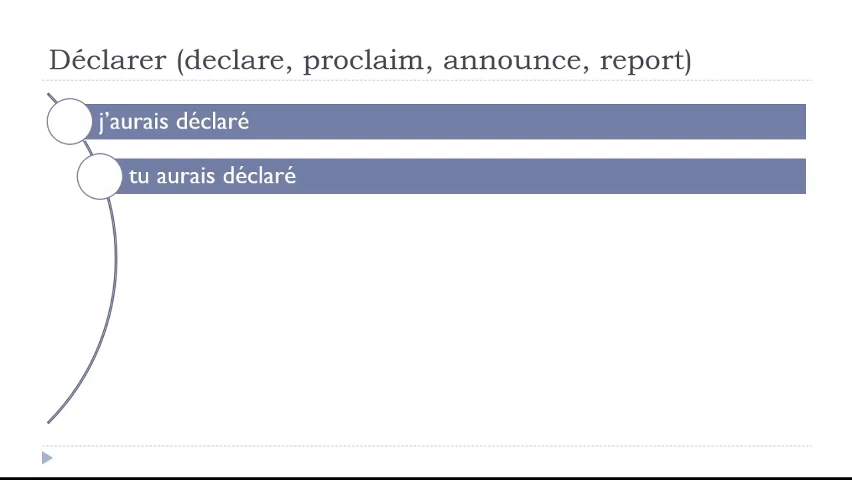 Déclarer (declare, proclaim, announce, report)
j’aurais déclaré
tu aurais déclaré